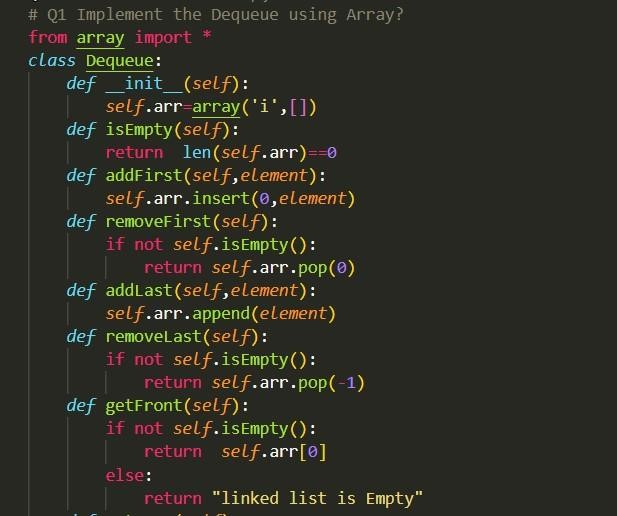 # Q1 Implement the Dequeue using Array?
from array import *
class Dequeue:
    def __init__(self):
        self.arr=array('i',[])
    def isEmpty(self):
        return  len(self.arr)==0
    def addFirst(self,element):
        self.arr.insert(0,element)
    def removeFirst(self):
        if not self.isEmpty():
            return self.arr.pop(0)
    def addLast(self,element):
        self.arr.append(element)
    def removeLast(self):
        if not self.isEmpty():
            return self.arr.pop(-1)
    def getFront(self):
        if not self.isEmpty():
            return  self.arr[0]
        else:
            return "linked list is Empty"